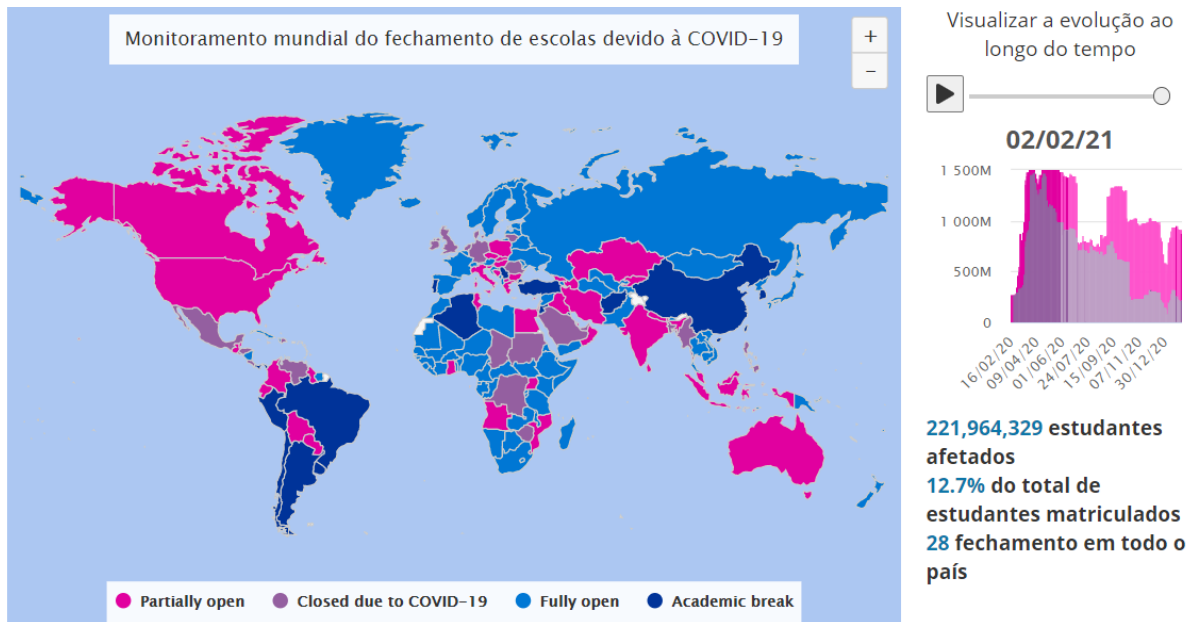 Monitoramento mundial do fechamento de escolas devido à COVID-19
+
−
Partially open
Closed due to COVID-19
Fully open
Academic break
Visualizar a evolução ao
longo do tempo
02/02/21
1 500M
1 000M
500M
0
16/02/20
09/04/20
01/06/20
24/07/20
15/09/20
07/11/20
30/12/20
221,964,329 estudantes
afetados
12.7% do total de
estudantes matriculados
28 fechamento em todo o
país